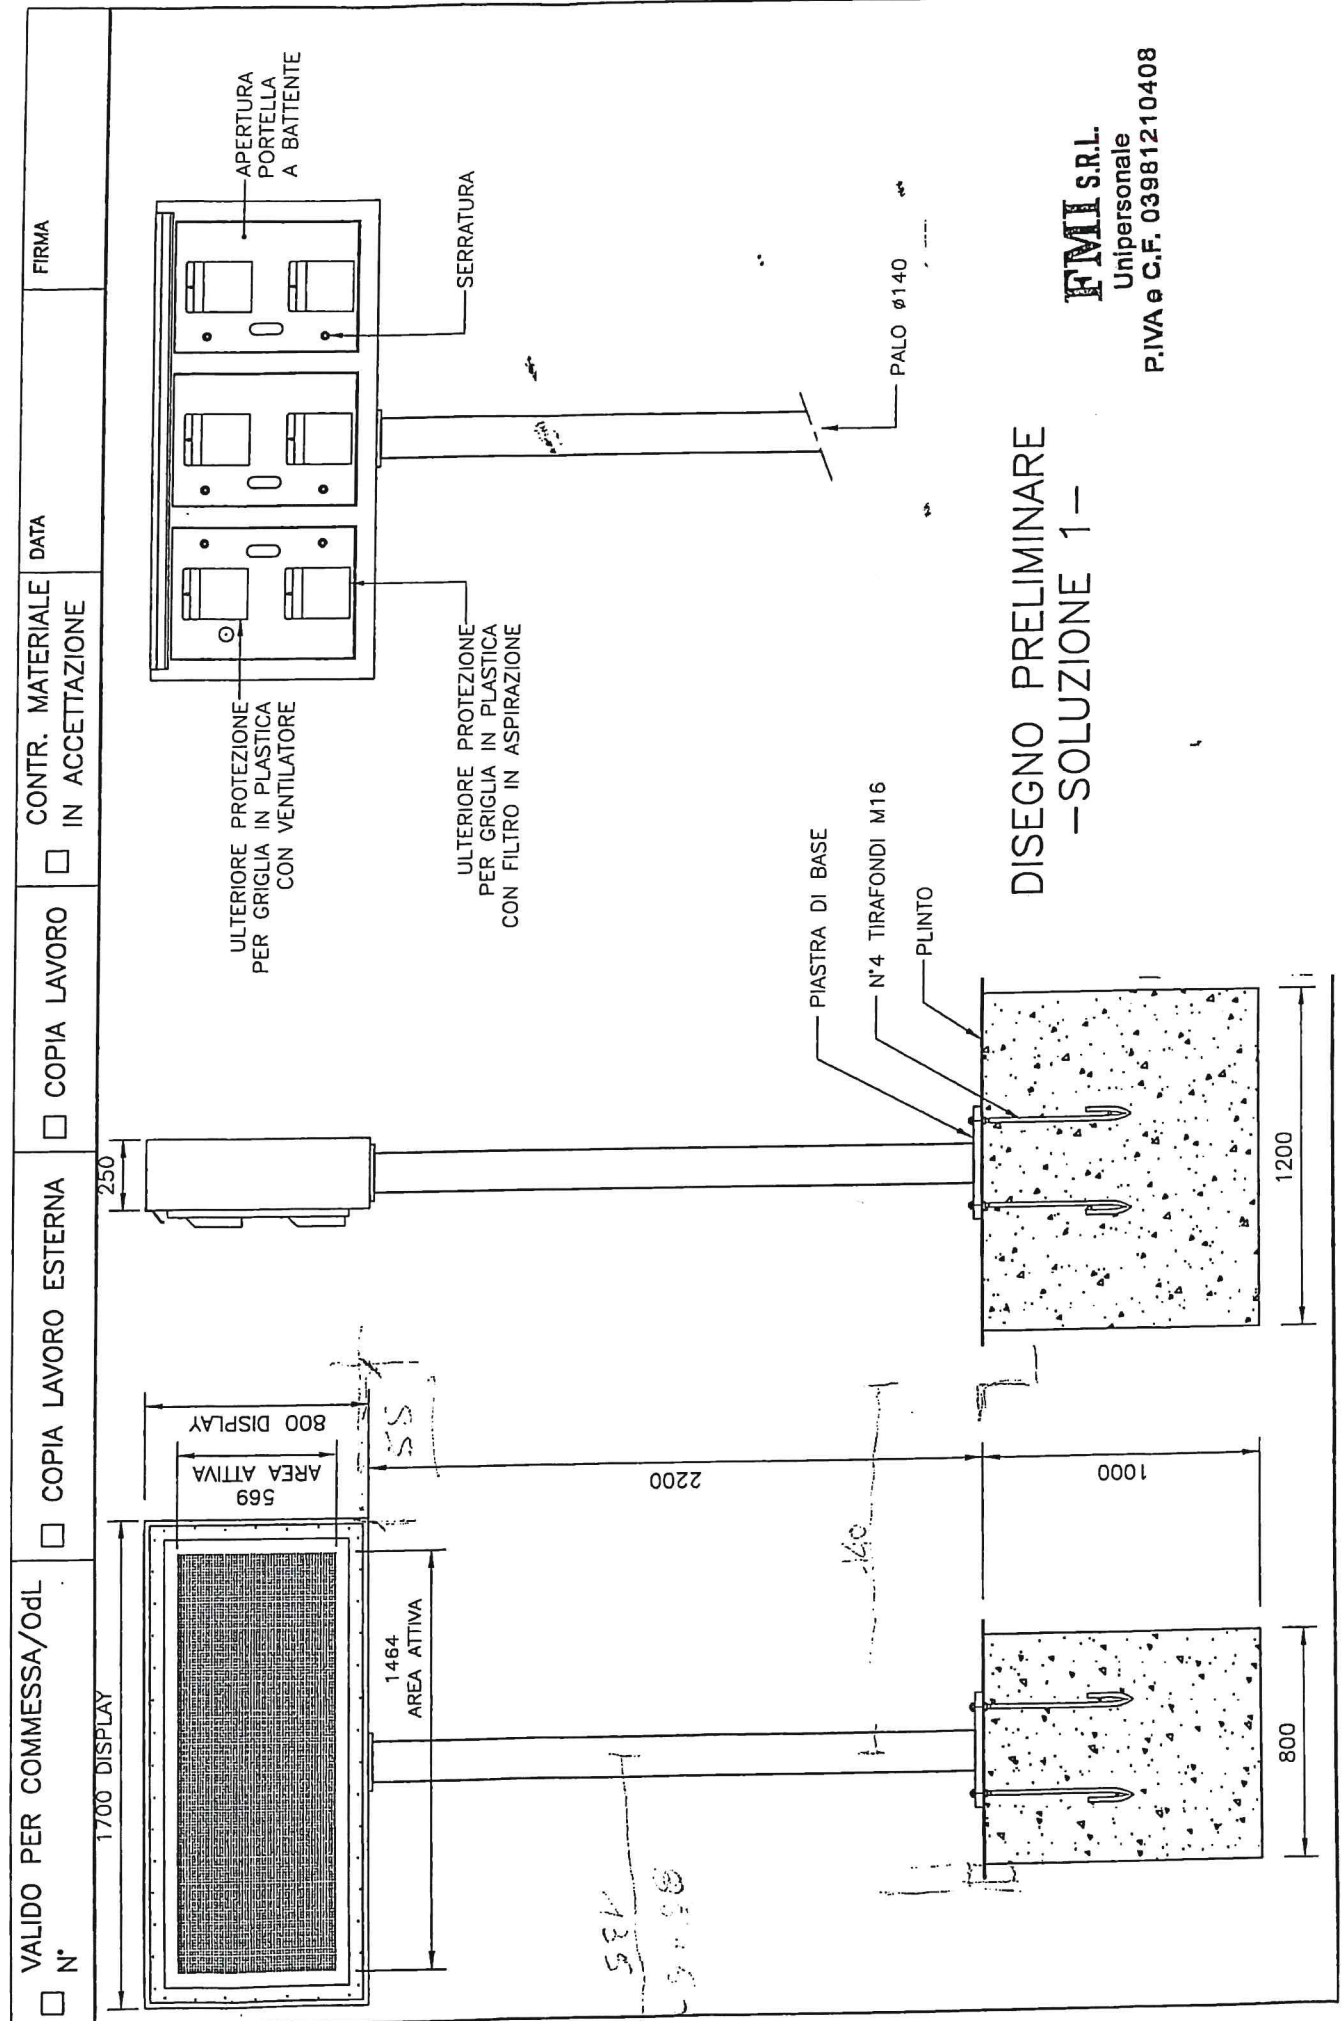 VALIDO PER COMMESSA/OdL
N°
COPIA LAVORO ESTERNA
COPIA LAVORO
CONTR. MATERIALE
IN ACCETTAZIONE
DATA
FIRMA
1700 DISPLAY
800 DISPLAY
569
AREA ATTIVA
1464
AREA ATTIVA
2200
1000
800
55
140
250
1200
PIASTRA DI BASE
N°4 TIRAFONDI M16
PLINTO
ULTERIORE PROTEZIONE
PER GRIGLIA IN PLASTICA
CON VENTILATORE
ULTERIORE PROTEZIONE
PER GRIGLIA IN PLASTICA
CON FILTRO IN ASPIRAZIONE
APERTURA
PORTELLA
A BATTENTE
SERRATURA
PALO ø140
DISEGNO PRELIMINARE
-SOLUZIONE 1-
FMI S.R.L.
Unipersonale
P.IVA e C.F. 03981210408